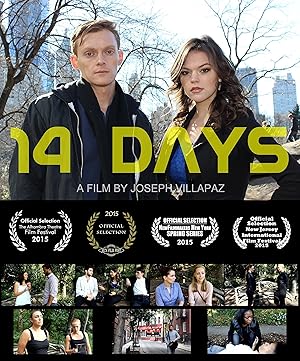 14 DAYS
A FILM BY JOSEPH VILLAPAZ
Official Selection
The Alhambra Theatre
Film Festival
2015
2015
OFFICIAL
SELECTION
OFFICIAL SELECTION
NewFilmmakers New York
SPRING SERIES
2015
Official Selection
New Jersey
International
Film Festival
2015